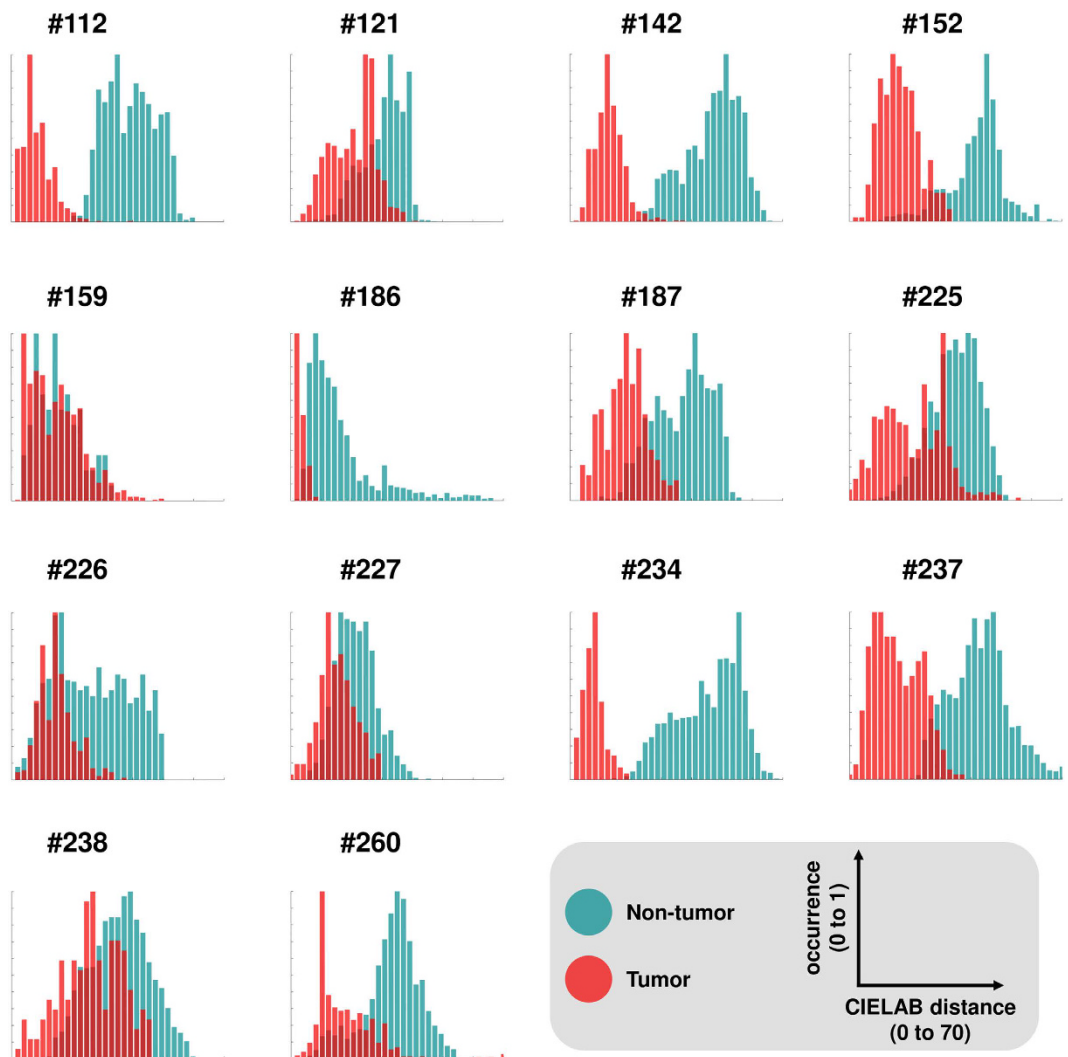 #112
#121
#142
#152
#159
#186
#187
#225
#226
#227
#234
#237
#238
#260
Non-tumor
Tumor
occurrence
(0 to 1)
CIELAB distance
(0 to 70)